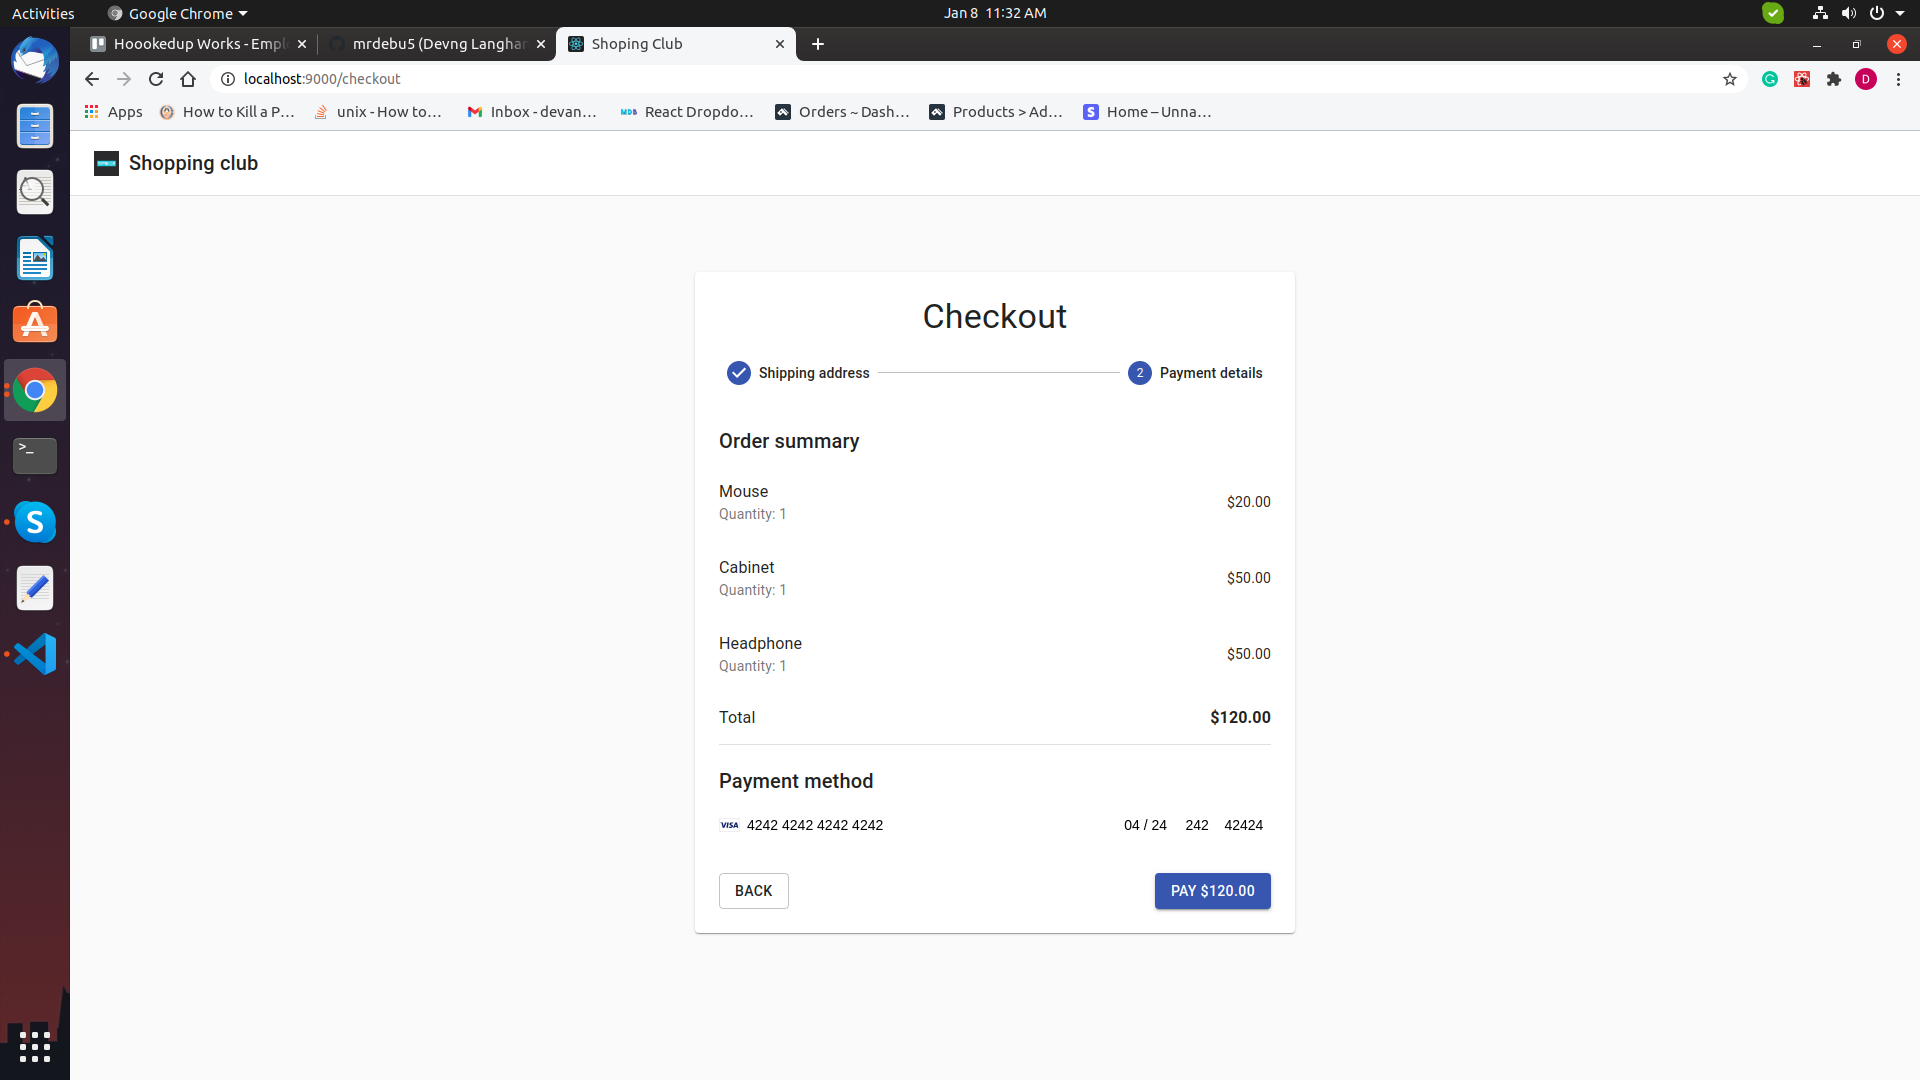 Activities Google Chrome Jan 8 11:32 AM
Hoookedup Works - Empl mrdebu5 (Devng Langhar Shoping Club
localhost:9000/checkout D
Apps How to Kill a P... unix - How to... Inbox - devan... MDB React Dropdo... Orders ~ Dash... Products > Ad... S Home – Unna...
Shopping club
Checkout
Shipping address 2 Payment details
Order summary
Mouse
$20.00
Quantity: 1
Cabinet
$50.00
Quantity: 1
Headphone
$50.00
Quantity: 1
Total $120.00
Payment method
VISA 4242 4242 4242 4242 04 / 24 242 42424
BACK PAY $120.00